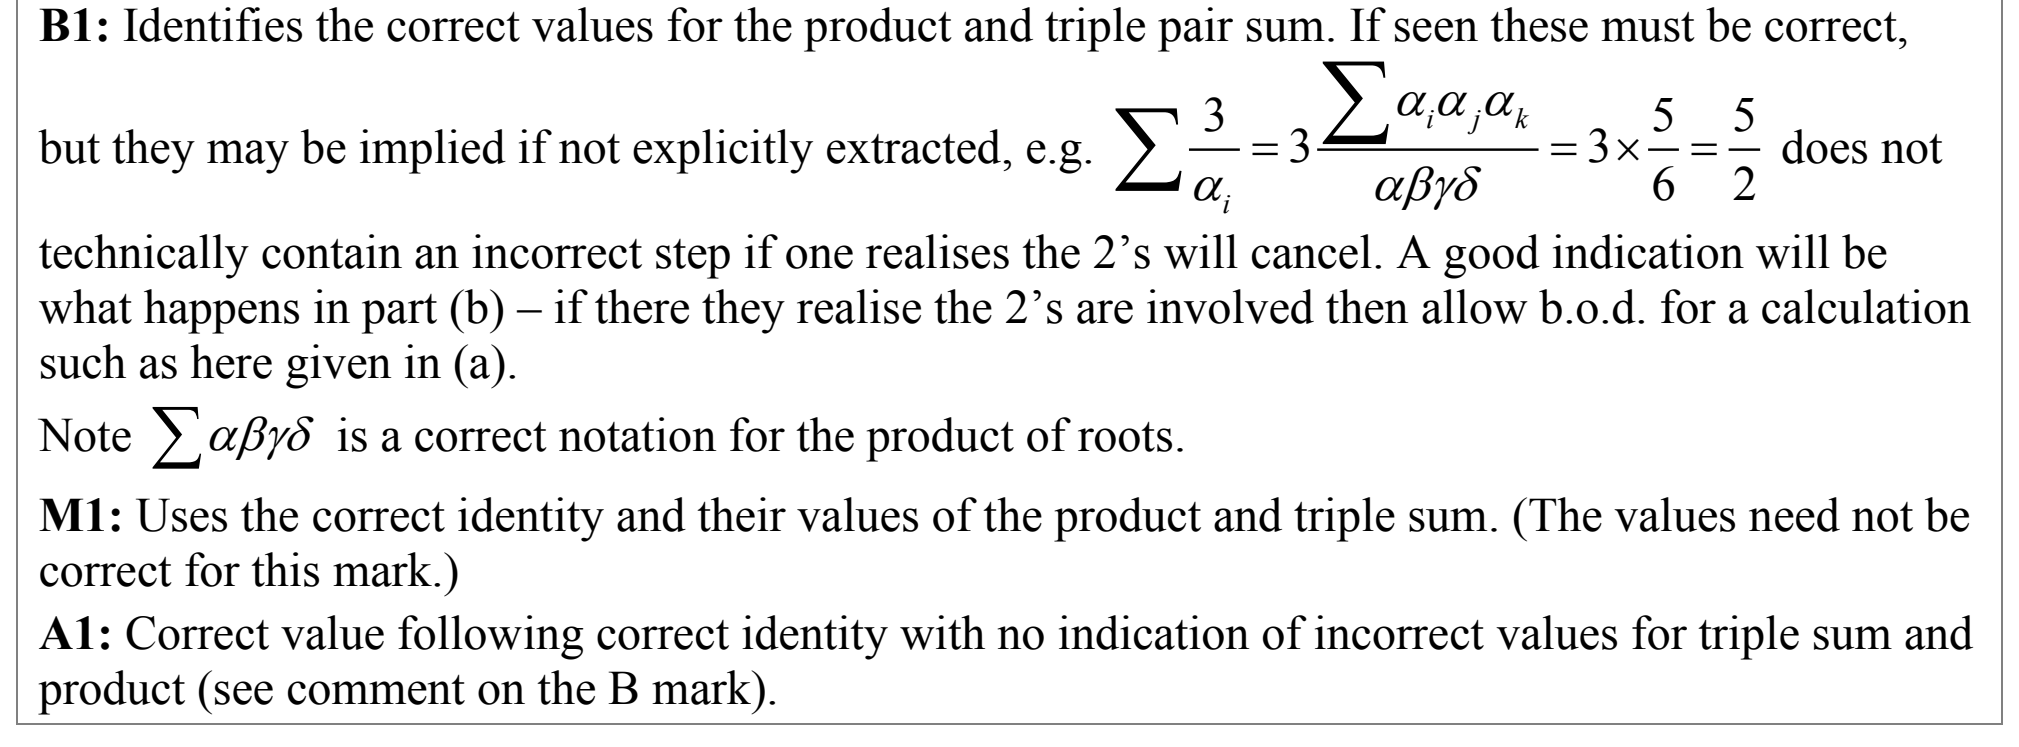 B1: Identifies the correct values for the product and triple pair sum. If seen these must be correct,
but they may be implied if not explicitly extracted, e.g. ∑ 3/αᵢ = 3 ∑αᵢαⱼαₖ/αβγδ = 3 × 5/6 = 5/2 does not
technically contain an incorrect step if one realises the 2’s will cancel. A good indication will be
what happens in part (b) – if there they realise the 2’s are involved then allow b.o.d. for a calculation
such as here given in (a).
Note ∑αβγδ is a correct notation for the product of roots.
M1: Uses the correct identity and their values of the product and triple sum. (The values need not be
correct for this mark.)
A1: Correct value following correct identity with no indication of incorrect values for triple sum and
product (see comment on the B mark).